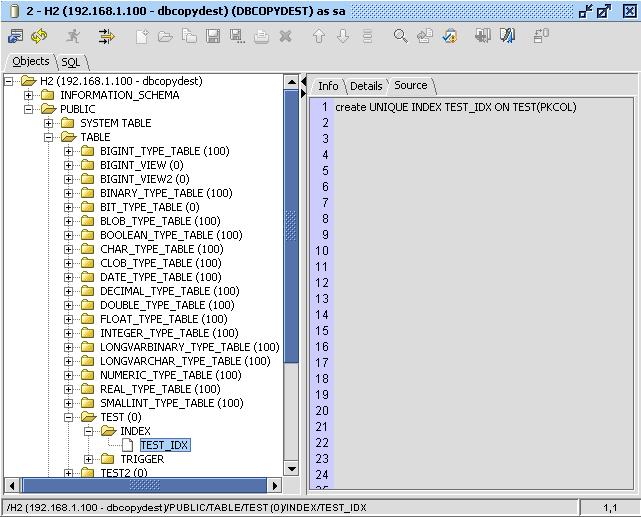 2 - H2 (192.168.1.100 - dbcopydest) (DBCOPYDEST) as sa
Objects SQL
H2 (192.168.1.100 - dbcopydest)
INFORMATION_SCHEMA
PUBLIC
SYSTEM TABLE
TABLE
BIGINT_TYPE_TABLE (100)
BIGINT_VIEW (0)
BIGINT_VIEW2 (0)
BINARY_TYPE_TABLE (100)
BIT_TYPE_TABLE (0)
BLOB_TYPE_TABLE (100)
BOOLEAN_TYPE_TABLE (100)
CHAR_TYPE_TABLE (100)
CLOB_TYPE_TABLE (100)
DATE_TYPE_TABLE (100)
DECIMAL_TYPE_TABLE (100)
DOUBLE_TYPE_TABLE (100)
FLOAT_TYPE_TABLE (100)
INTEGER_TYPE_TABLE (100)
LONGVARBINARY_TYPE_TABLE (100)
LONGVARCHAR_TYPE_TABLE (100)
NUMERIC_TYPE_TABLE (100)
REAL_TYPE_TABLE (100)
SMALLINT_TYPE_TABLE (100)
TEST (0)
INDEX
TEST_IDX
TRIGGER
TEST2 (0)
Info Details Source
1 create UNIQUE INDEX TEST_IDX ON TEST(PKCOL)
2
3
4
5
6
7
8
9
10
11
12
13
14
15
16
17
18
19
20
21
22
23
24
25
/H2 (192.168.1.100 - dbcopydest)/PUBLIC/TABLE/TEST(0)/INDEX/TEST_IDX
1,1